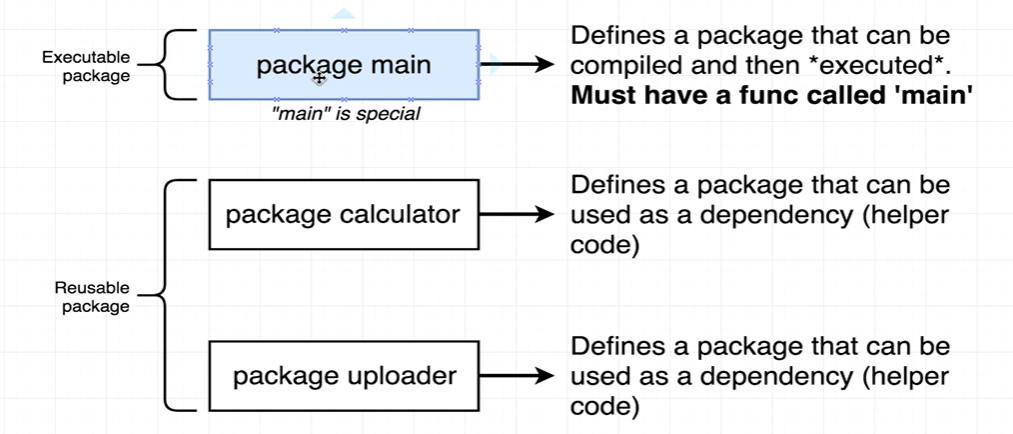 Executable
package
package main
"main" is special
Defines a package that can be
compiled and then *executed*.
Must have a func called 'main'
Reusable
package
package calculator
Defines a package that can be
used as a dependency (helper
code)
package uploader
Defines a package that can be
used as a dependency (helper
code)